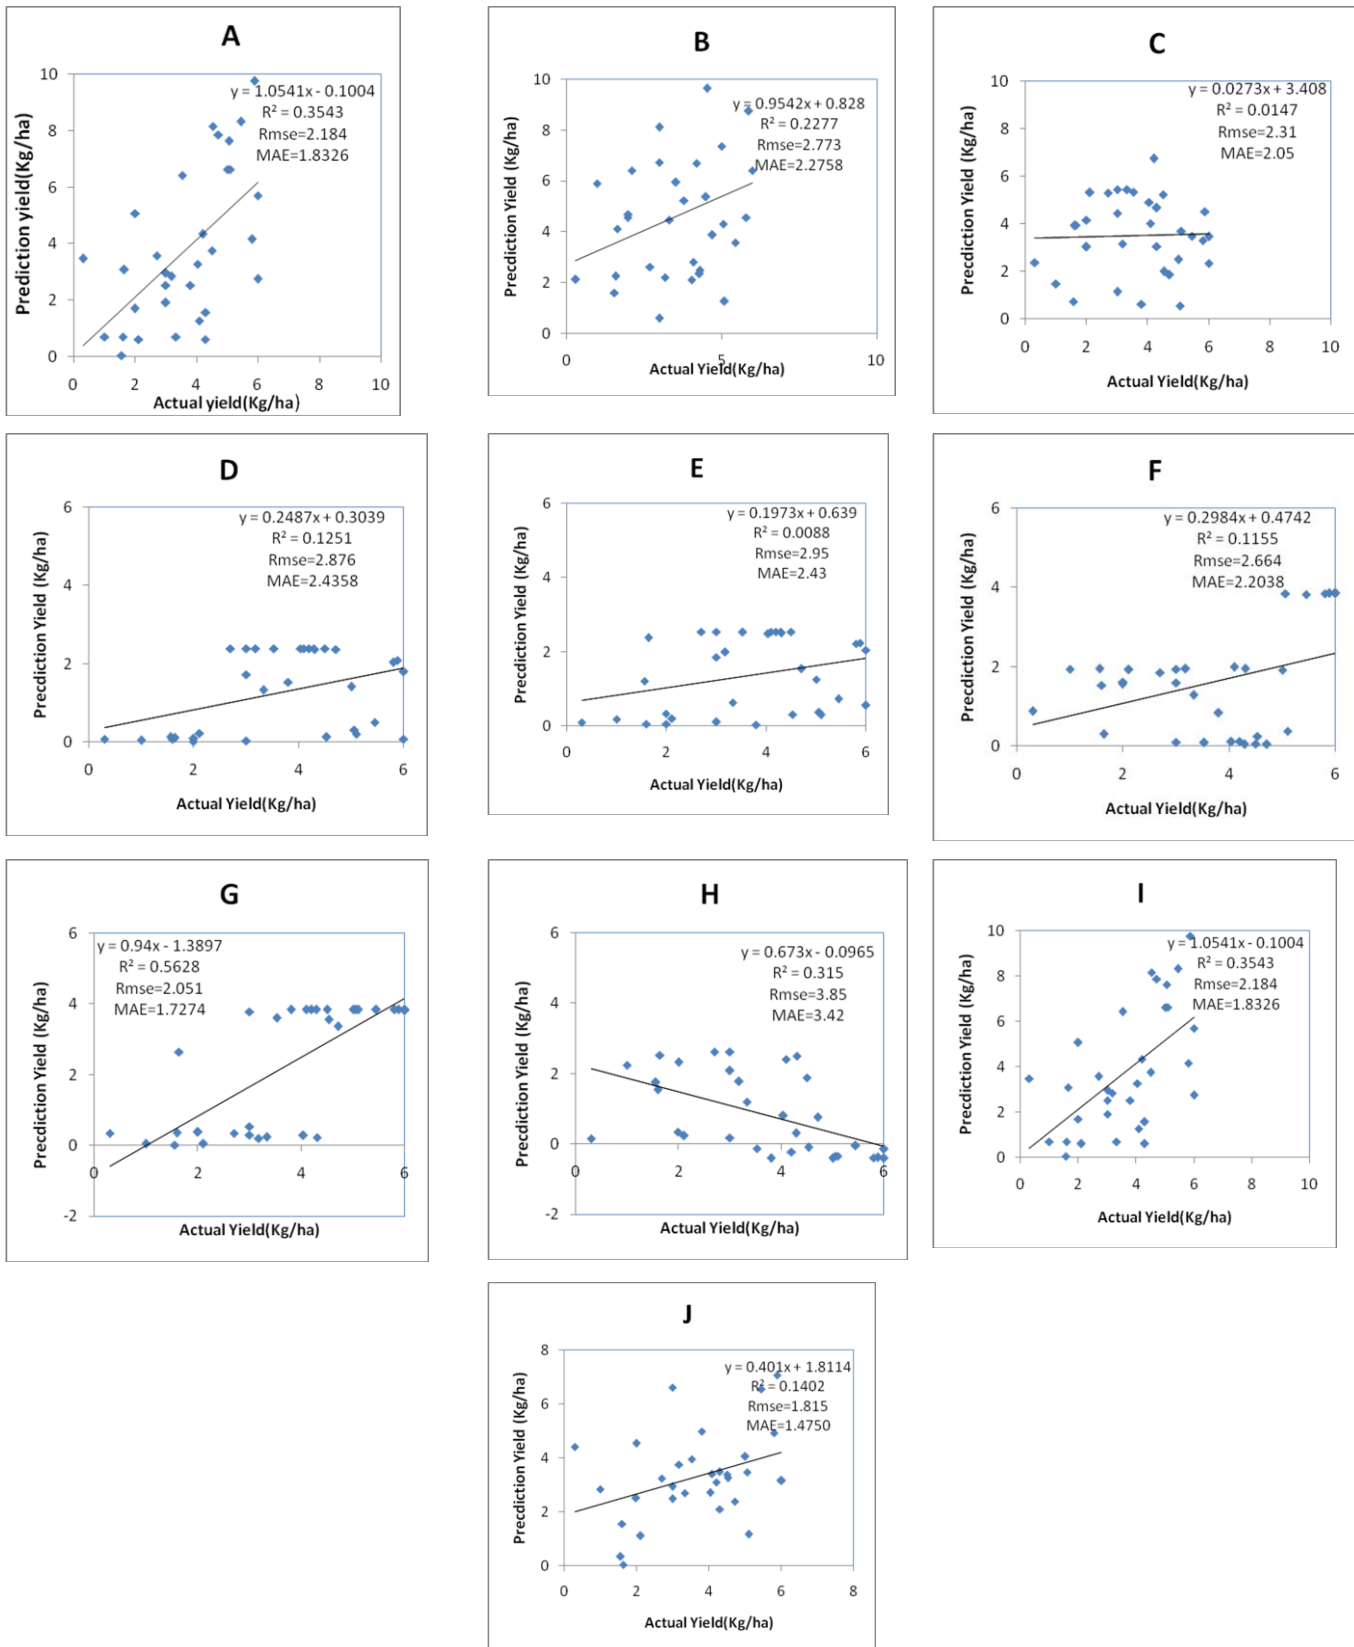 A
Prediction yield(Kg/ha)
10
8
6
4
2
0
y = 1.0541x - 0.1004
R² = 0.3543
Rmse=2.184
MAE=1.8326
0 2 4 6 8 10
Actual yield(Kg/ha)
B
Precdiction Yield (Kg/ha)
10
8
6
4
2
0
y = 0.9542x + 0.828
R² = 0.2277
Rmse=2.773
MAE=2.2758
0 5 10
Actual Yield(Kg/ha)
C
Precdiction Yield (Kg/ha)
10
8
6
4
2
0
y = 0.0273x + 3.408
R² = 0.0147
Rmse=2.31
MAE=2.05
0 2 4 6 8 10
Actual Yield(Kg/ha)
D
Precdiction Yield (Kg/ha)
6
4
2
0
y = 0.2487x + 0.3039
R² = 0.1251
Rmse=2.876
MAE=2.4358
0 2 4 6
Actual Yield(Kg/ha)
E
Precdiction Yield (Kg/ha)
6
4
2
0
y = 0.1973x + 0.639
R² = 0.0088
Rmse=2.95
MAE=2.43
0 2 4 6
Actual Yield(Kg/ha)
F
Precdiction Yield (Kg/ha)
6
4
2
0
y = 0.2984x + 0.4742
R² = 0.1155
Rmse=2.664
MAE=2.2038
0 2 4 6
Actual Yield(Kg/ha)
G
Precdiction Yield (Kg/ha)
6
4
2
0
-2
y = 0.94x - 1.3897
R² = 0.5628
Rmse=2.051
MAE=1.7274
0 2 4 6
Actual Yield(Kg/ha)
H
Precdiction Yield (Kg/ha)
6
4
2
0
-2
y = 0.673x - 0.0965
R² = 0.315
Rmse=3.85
MAE=3.42
0 2 4 6
Actual Yield(Kg/ha)
I
Precdiction Yield (Kg/ha)
10
8
6
4
2
0
y = 1.0541x - 0.1004
R² = 0.3543
Rmse=2.184
MAE=1.8326
0 2 4 6 8 10
Actual Yield(Kg/ha)
J
Precdiction Yield (Kg/ha)
8
6
4
2
0
y = 0.401x + 1.8114
R² = 0.1402
Rmse=1.815
MAE=1.4750
0 2 4 6 8
Actual Yield(Kg/ha)